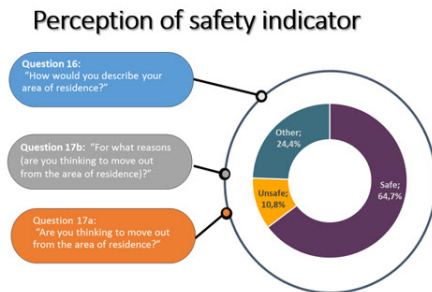 Perception of safety indicator
Question 16:
“How would you describe your
area of residence?”
Question 17b: “For what reasons
(are you thinking to move out
from the area of residence)?”
Question 17a:
“Are you thinking to move out
from the area of residence?”
Other;
24,4%
Unsafe;
10,8%
Safe;
64,7%